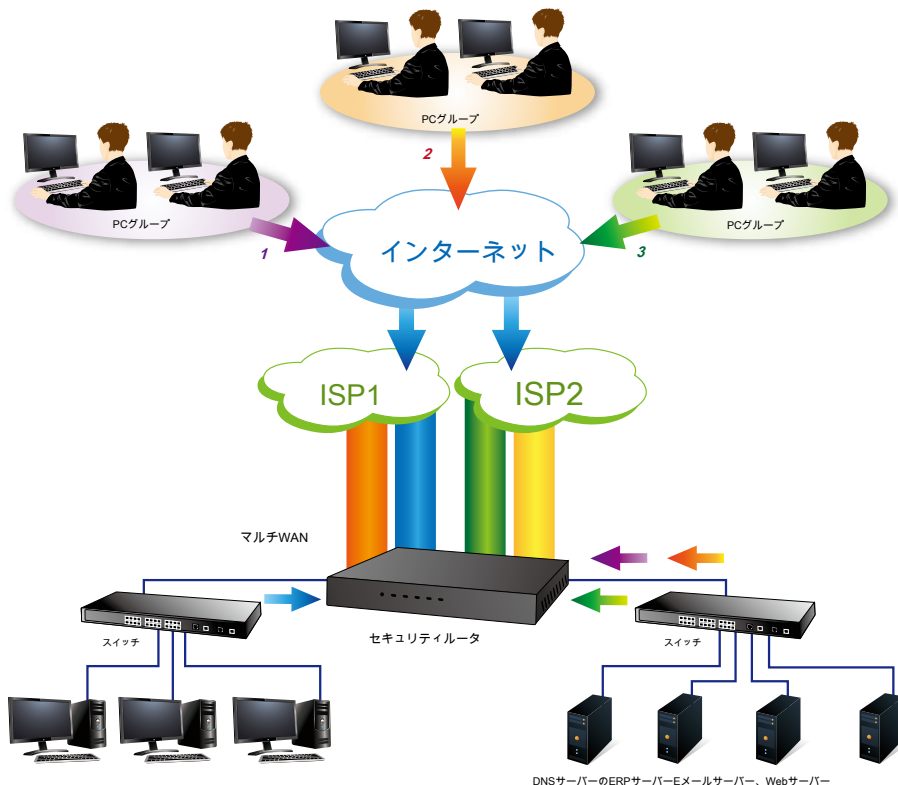 PCグループ
2
PCグループ
PCグループ
1
インターネット
3
ISP1
ISP2
マルチWAN
スイッチ
セキュリティルータ
スイッチ
DNSサーバーのERPサーバーEメールサーバー、Webサーバー